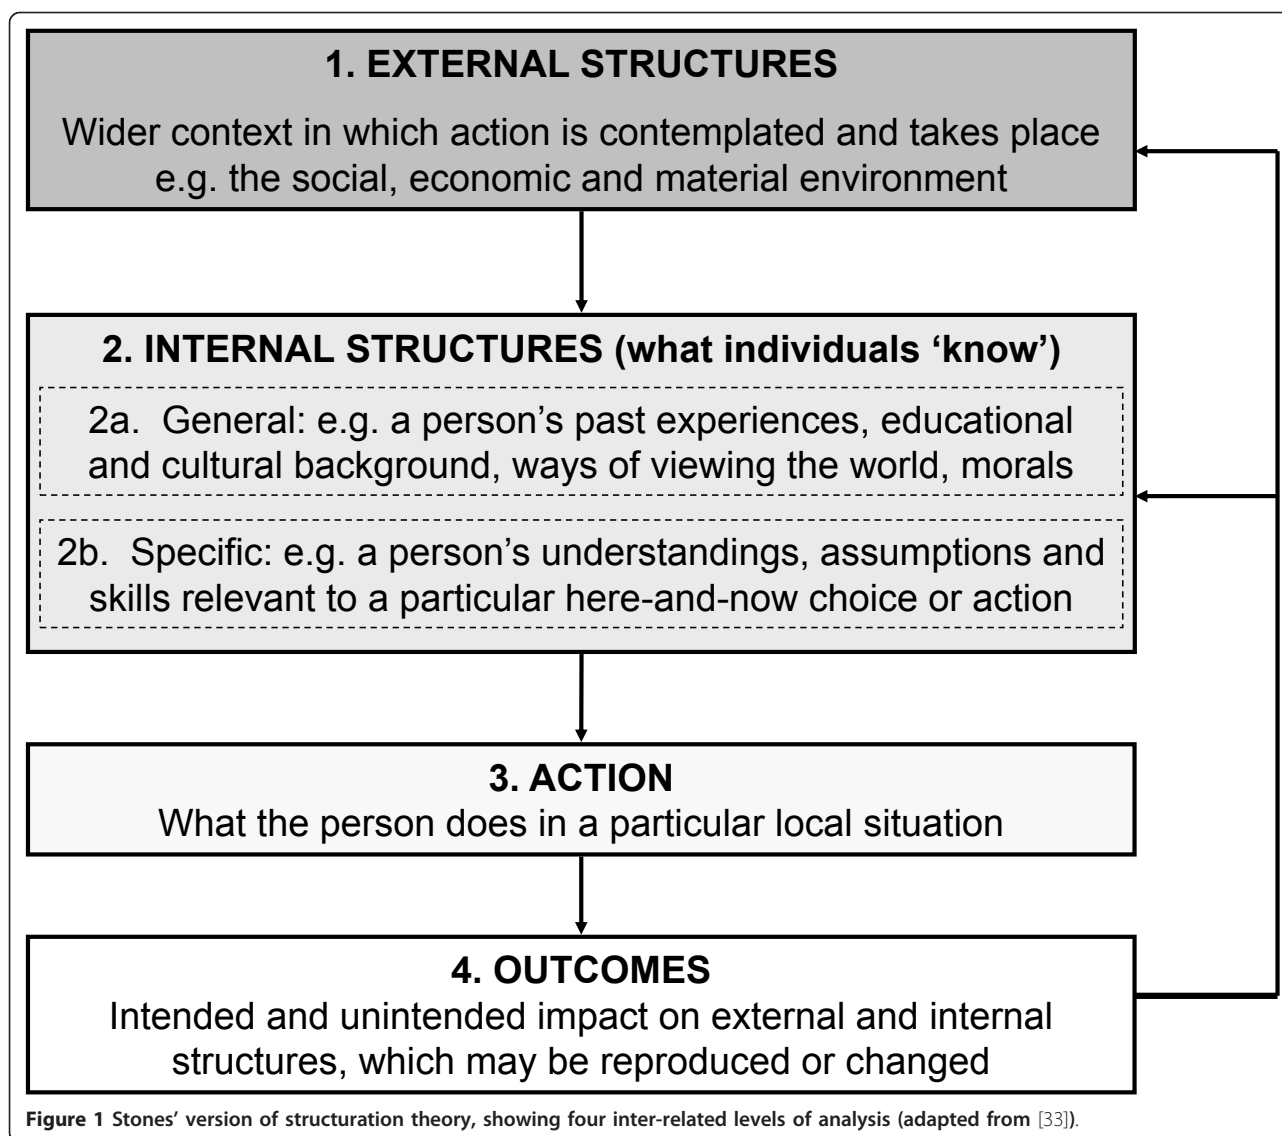 1. EXTERNAL STRUCTURES
Wider context in which action is contemplated and takes place
e.g. the social, economic and material environment
2. INTERNAL STRUCTURES (what individuals ‘know’)
2a. General: e.g. a person’s past experiences, educational
and cultural background, ways of viewing the world, morals
2b. Specific: e.g. a person’s understandings, assumptions and
skills relevant to a particular here-and-now choice or action
3. ACTION
What the person does in a particular local situation
4. OUTCOMES
Intended and unintended impact on external and internal
structures, which may be reproduced or changed
Figure 1 Stones’ version of structuration theory, showing four inter-related levels of analysis (adapted from [33]).